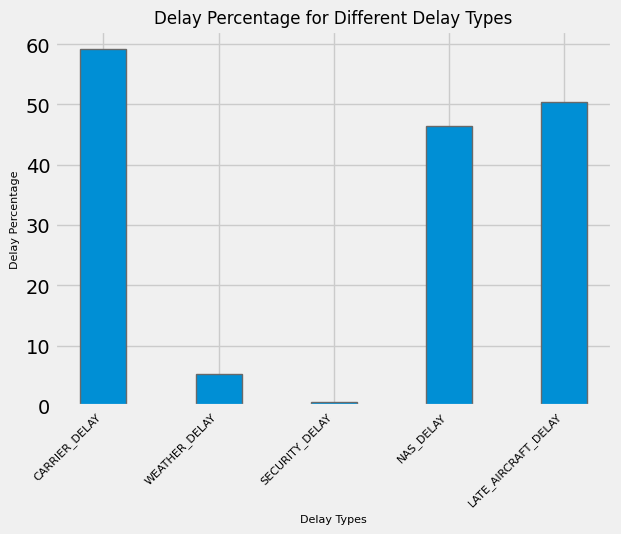 Delay Percentage for Different Delay Types
60
50
40
30
20
10
0
Delay Percentage
CARRIER_DELAY
WEATHER_DELAY
SECURITY_DELAY
NAS_DELAY
LATE_AIRCRAFT_DELAY
Delay Types